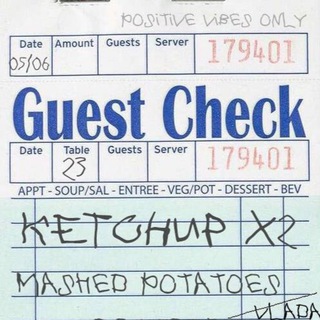 POSITIVE VIBES ONLY
Date Amount Guests Server 179401
05/06
Guest Check
Date Table Guests Server 179401
23
APPT - SOUP/SAL - ENTREE - VEG/POT - DESSERT - BEV
KETCHUP X2
MASHED POTATOES
VLADA